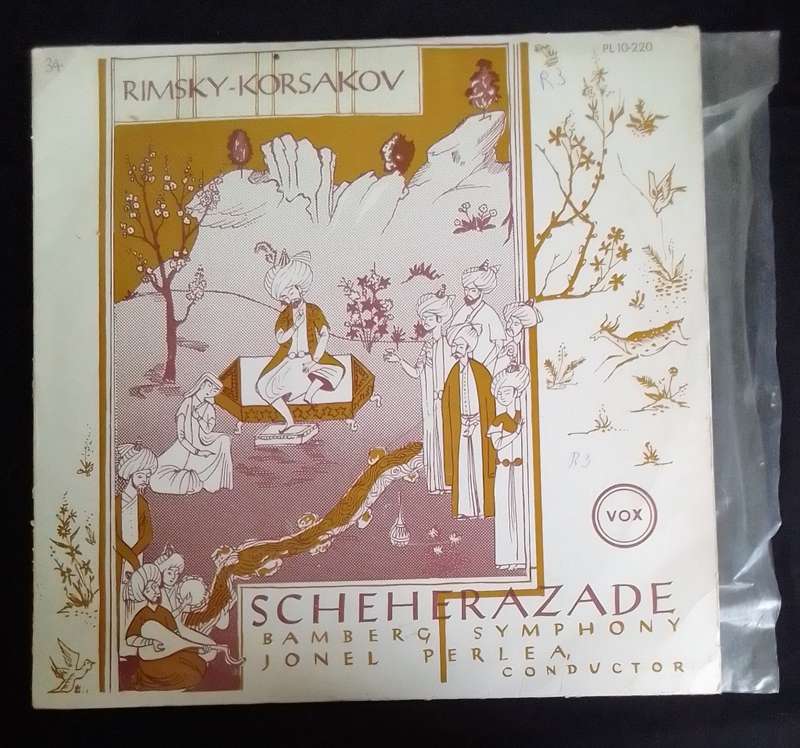 34
RIMSKY-KORSAKOV
PL 10-220
R3
R3
VOX
SCHEHERAZADE
BAMBERG SYMPHONY
JONEL PERLEA,
CONDUCTOR